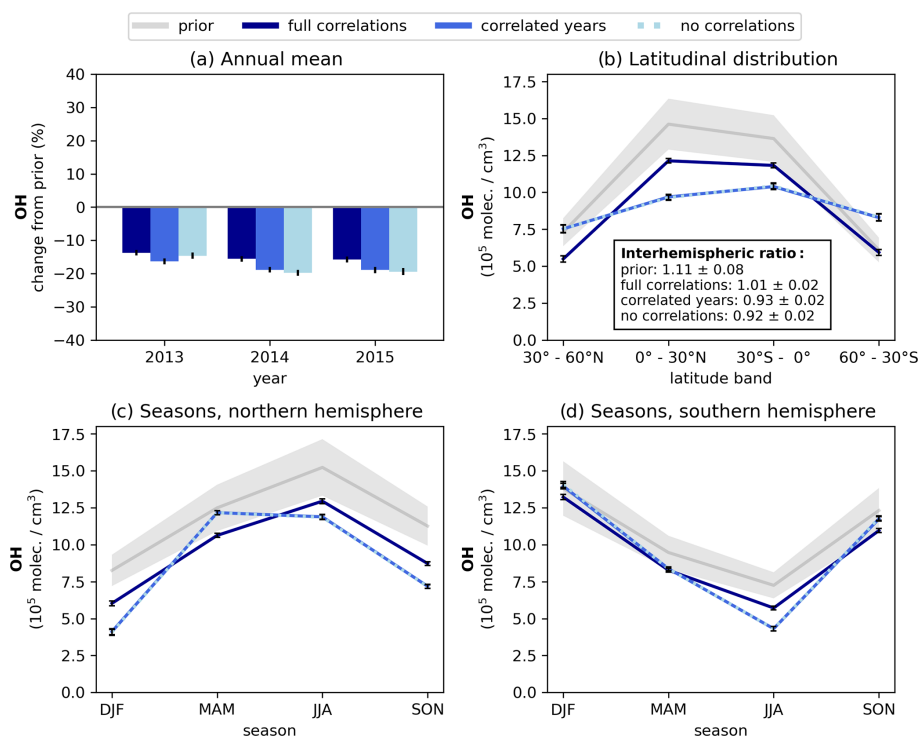 prior full correlations correlated years no correlations
(a) Annual mean
OH
change from prior (%)
40
30
20
10
0
−10
−20
−30
−40
2013 2014 2015
year
(b) Latitudinal distribution
OH
(10⁵ molec. / cm³)
17.5
15.0
12.5
10.0
7.5
5.0
2.5
0.0
Interhemispheric ratio:
prior: 1.11 ± 0.08
full correlations: 1.01 ± 0.02
correlated years: 0.93 ± 0.02
no correlations: 0.92 ± 0.02
30° - 60°N 0° - 30°N 30°S - 0° 60° - 30°S
latitude band
(c) Seasons, northern hemisphere
OH
(10⁵ molec. / cm³)
17.5
15.0
12.5
10.0
7.5
5.0
2.5
0.0
DJF MAM JJA SON
season
(d) Seasons, southern hemisphere
OH
(10⁵ molec. / cm³)
17.5
15.0
12.5
10.0
7.5
5.0
2.5
0.0
DJF MAM JJA SON
season